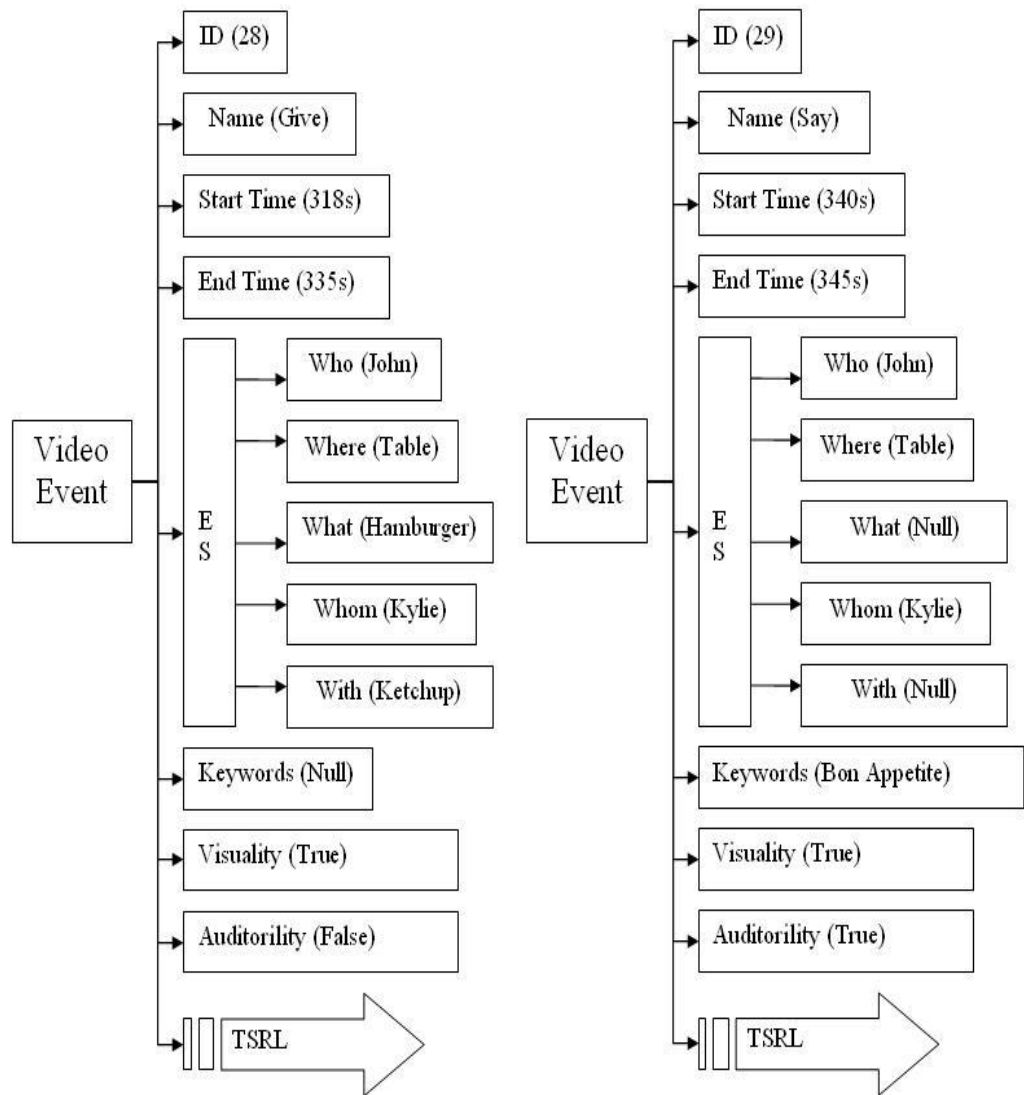 Video
Event
ID (28)
Name (Give)
Start Time (318s)
End Time (335s)
E
S
Who (John)
Where (Table)
What (Hamburger)
Whom (Kylie)
With (Ketchup)
Keywords (Null)
Visuality (True)
Auditorility (False)
TSRL
Video
Event
ID (29)
Name (Say)
Start Time (340s)
End Time (345s)
E
S
Who (John)
Where (Table)
What (Null)
Whom (Kylie)
With (Null)
Keywords (Bon Appetite)
Visuality (True)
Auditorility (True)
TSRL